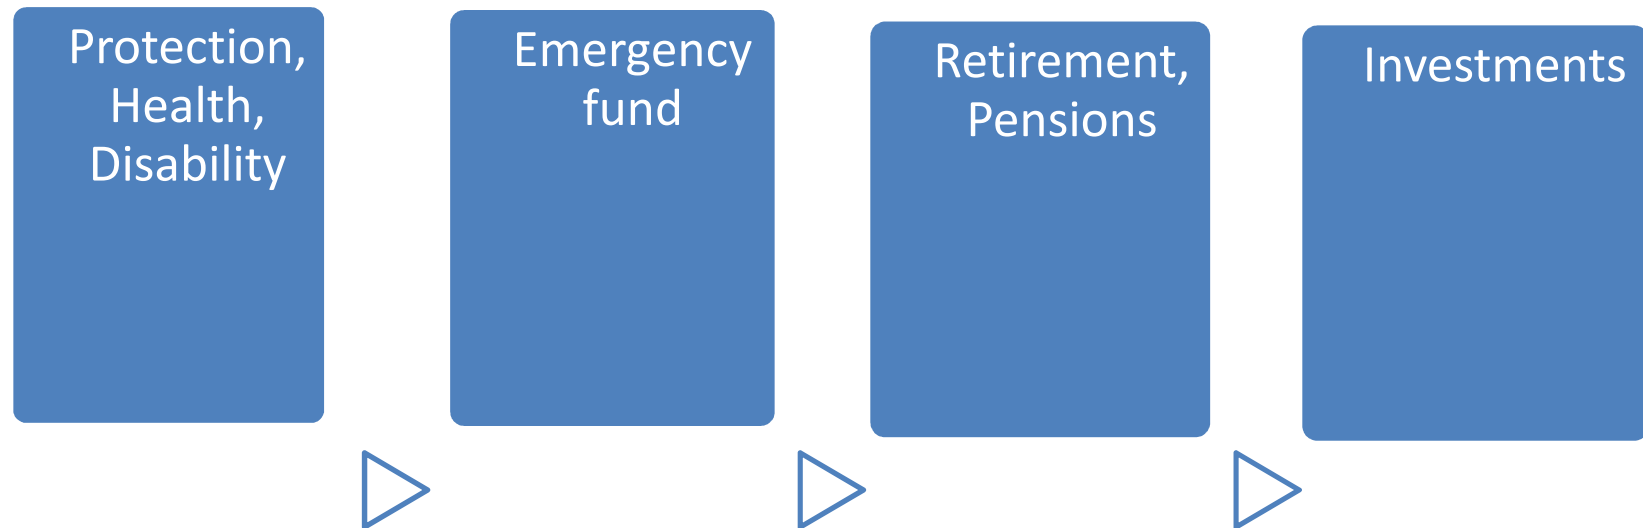 Protection,
Health,
Disability
Emergency
fund
Retirement,
Pensions
Investments